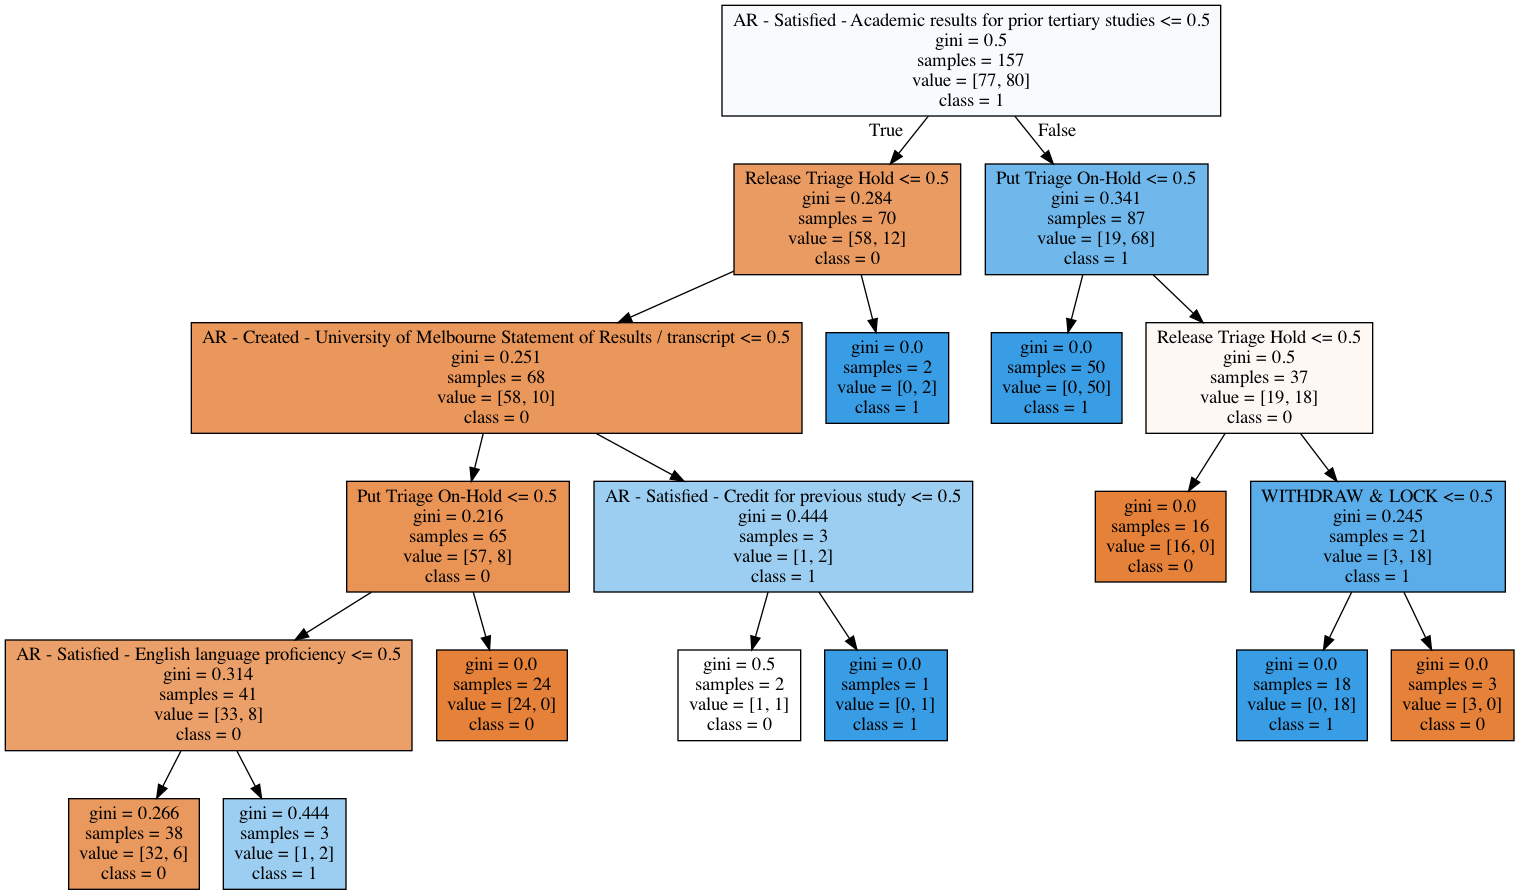 AR - Satisfied - Academic results for prior tertiary studies <= 0.5
gini = 0.5
samples = 157
value = [77, 80]
class = 1
True
False
Release Triage Hold <= 0.5
gini = 0.284
samples = 70
value = [58, 12]
class = 0
Put Triage On-Hold <= 0.5
gini = 0.341
samples = 87
value = [19, 68]
class = 1
AR - Created - University of Melbourne Statement of Results / transcript <= 0.5
gini = 0.251
samples = 68
value = [58, 10]
class = 0
gini = 0.0
samples = 2
value = [0, 2]
class = 1
gini = 0.0
samples = 50
value = [0, 50]
class = 1
Release Triage Hold <= 0.5
gini = 0.5
samples = 37
value = [19, 18]
class = 0
Put Triage On-Hold <= 0.5
gini = 0.216
samples = 65
value = [57, 8]
class = 0
AR - Satisfied - Credit for previous study <= 0.5
gini = 0.444
samples = 3
value = [1, 2]
class = 1
gini = 0.0
samples = 16
value = [16, 0]
class = 0
WITHDRAW & LOCK <= 0.5
gini = 0.245
samples = 21
value = [3, 18]
class = 1
AR - Satisfied - English language proficiency <= 0.5
gini = 0.314
samples = 41
value = [33, 8]
class = 0
gini = 0.0
samples = 24
value = [24, 0]
class = 0
gini = 0.5
samples = 2
value = [1, 1]
class = 0
gini = 0.0
samples = 1
value = [0, 1]
class = 1
gini = 0.0
samples = 18
value = [0, 18]
class = 1
gini = 0.0
samples = 3
value = [3, 0]
class = 0
gini = 0.266
samples = 38
value = [32, 6]
class = 0
gini = 0.444
samples = 3
value = [1, 2]
class = 1